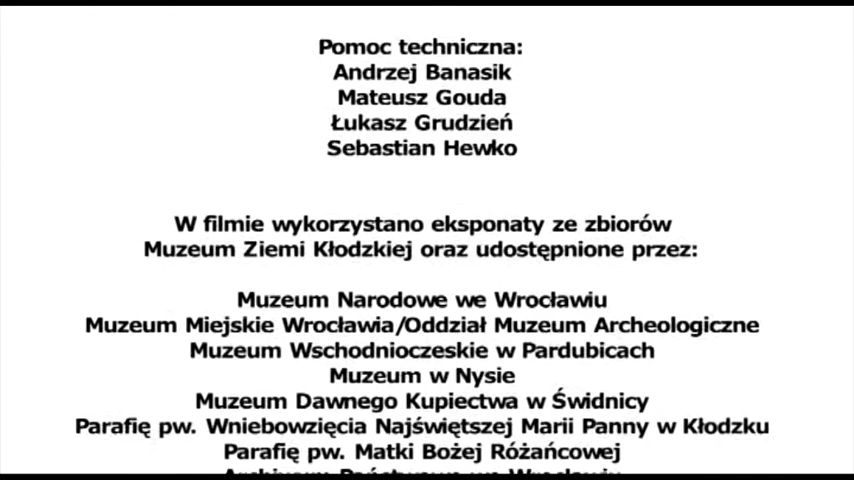 Pomoc techniczna:
Andrzej Banasik
Mateusz Gouda
Łukasz Grudzień
Sebastian Hewko
W filmie wykorzystano eksponaty ze zbiorów
Muzeum Ziemi Kłodzkiej oraz udostępnione przez:
Muzeum Narodowe we Wrocławiu
Muzeum Miejskie Wrocławia/Oddział Muzeum Archeologiczne
Muzeum Wschodnioczeskie w Pardubicach
Muzeum w Nysie
Muzeum Dawnego Kupiectwa w Świdnicy
Parafię pw. Wniebowzięcia Najświętszej Marii Panny w Kłodzku
Parafię pw. Matki Bożej Różańcowej